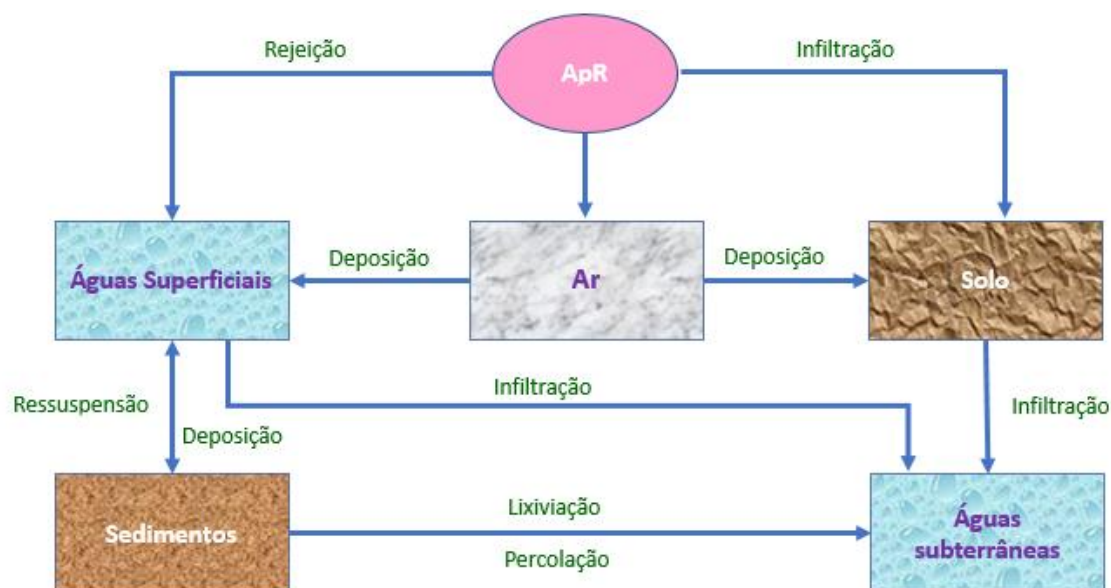 Rejeição
ApR
Infiltração
Águas Superficiais
Deposição
Ar
Deposição
Solo
Ressuspensão
Deposição
Infiltração
Infiltração
Sedimentos
Lixiviação
Percolação
Águas
subterrâneas